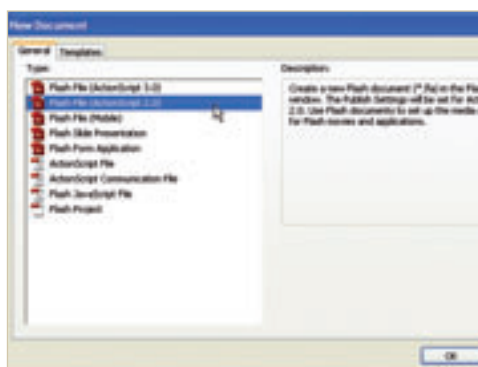 New Document
General Templates
Type:
Description:
Flash File (ActionScript 3.0)
Flash File (ActionScript 2.0)
Flash File (Mobile)
Flash Slide Presentation
Flash Form Application
ActionScript File
ActionScript Communication File
Flash JavaScript File
Flash Project
Create a new Flash document (*.fla) in the Fla
window. The Publish Settings will be set for Act
2.0. Use Flash documents to set up the media
for Flash movies and applications.
OK